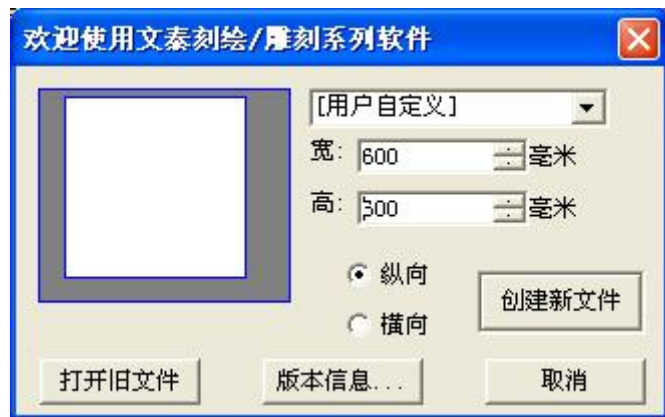 欢迎使用文泰刻绘/雕刻系列软件
[用户自定义]
宽: 600 毫米
高: 300 毫米
纵向
横向
创建新文件
打开旧文件
版本信息...
取消